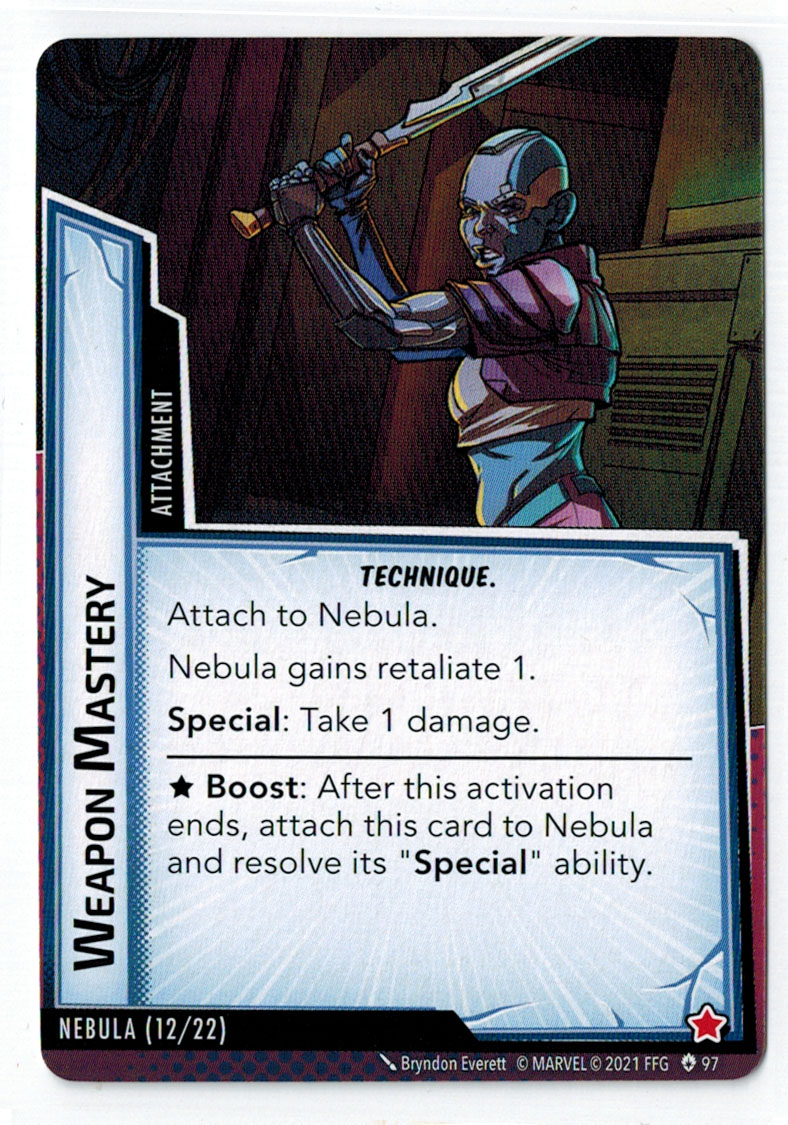 ATTACHMENT
WEAPON MASTERY
TECHNIQUE.
Attach to Nebula.
Nebula gains retaliate 1.
Special: Take 1 damage.
★ Boost: After this activation
ends, attach this card to Nebula
and resolve its "Special" ability.
NEBULA (12/22)
Bryndon Everett © MARVEL © 2021 FFG 97